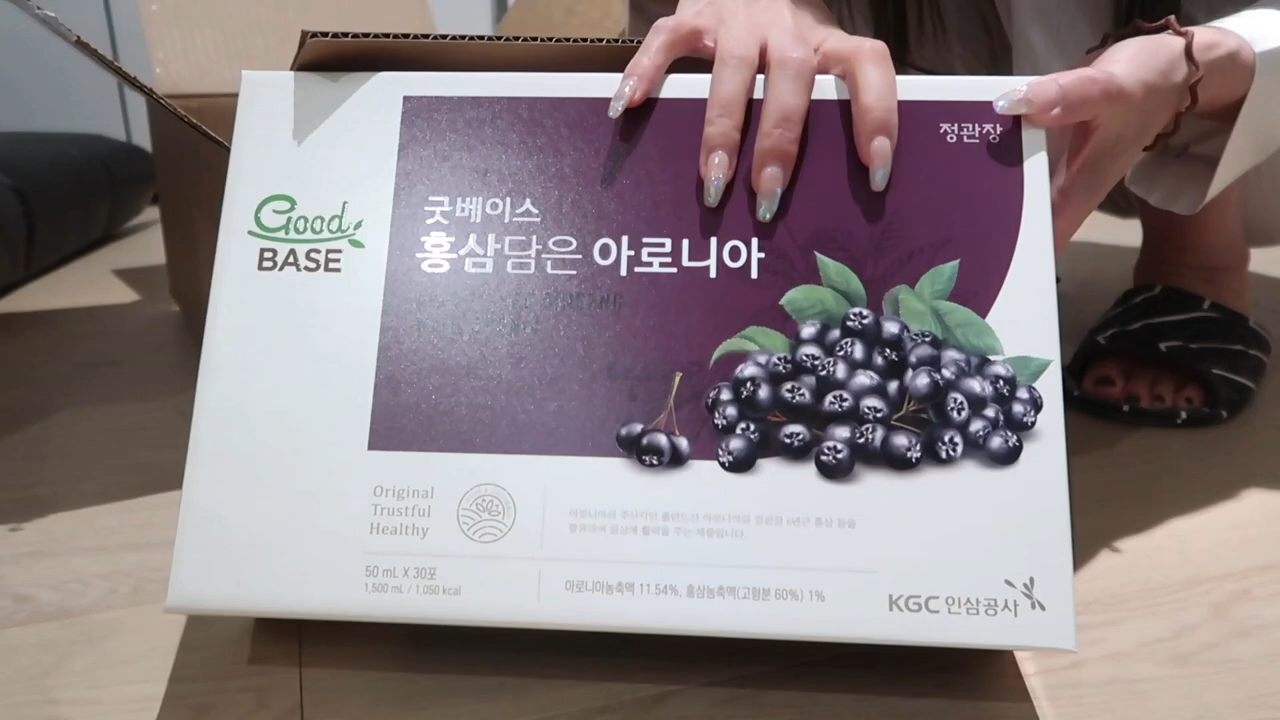 정관장
Good
BASE
굿베이스
홍삼담은 아로니아
Original
Trustful
Healthy
50 mL X 30포
1,500 mL / 1,050 kcal
아로니아농축액 11.54%, 홍삼농축액(고형분 60%) 1%
KGC 인삼공사